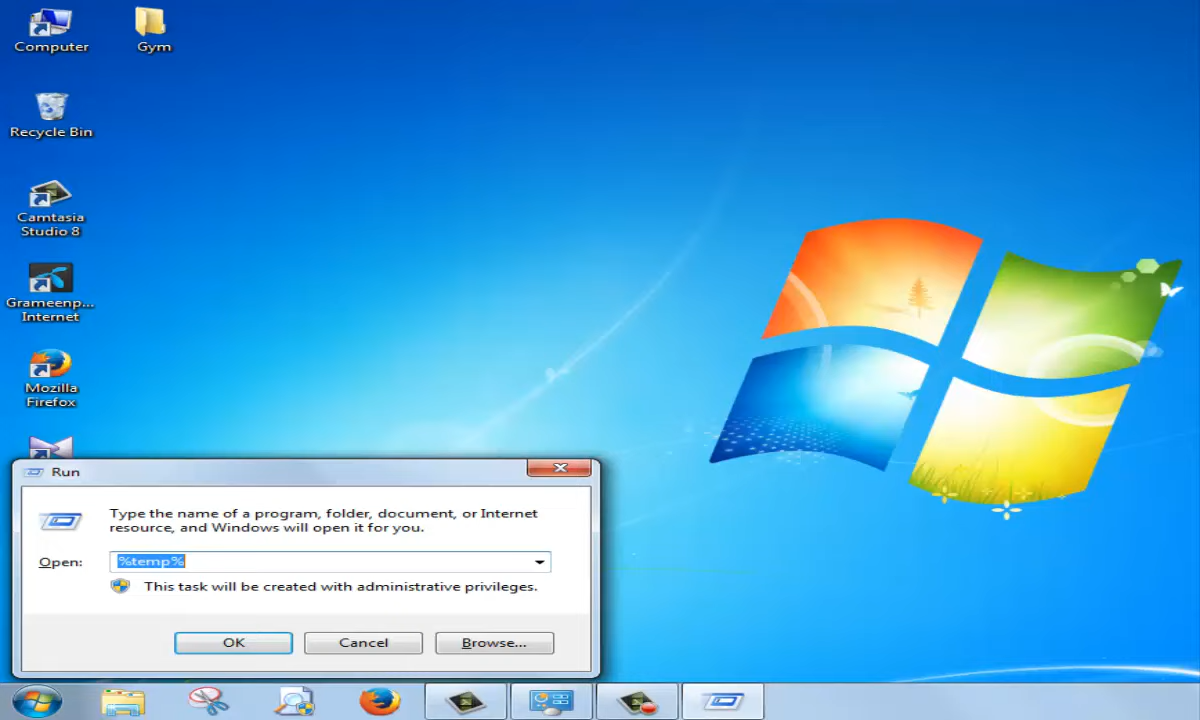 Computer
Gym
Recycle Bin
Camtasia
Studio 8
Grameenp...
Internet
Mozilla
Firefox
Run
Type the name of a program, folder, document, or Internet
resource, and Windows will open it for you.
Open: %temp%
This task will be created with administrative privileges.
OK Cancel Browse...